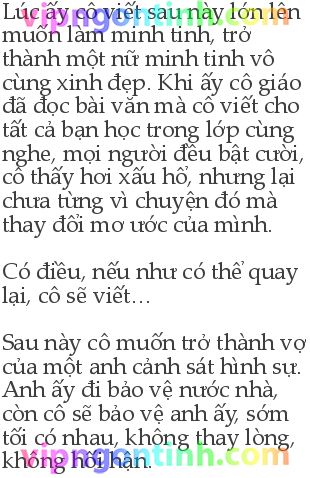 Lúc ấy cô viết sau này lớn lên
muốn làm minh tinh, trở
thành một nữ minh tinh vô
cùng xinh đẹp. Khi ấy cô giáo
đã đọc bài văn mà cô viết cho
tất cả bạn học trong lớp cùng
nghe, mọi người đều bật cười,
cô thấy hơi xấu hổ, nhưng lại
chưa từng vì chuyện đó mà
thay đổi mơ ước của mình.
Có điều, nếu như có thể quay
lại, cô sẽ viết…
Sau này cô muốn trở thành vợ
của một anh cảnh sát hình sự.
Anh ấy đi bảo vệ nước nhà,
còn cô sẽ bảo vệ anh ấy, sớm
tối có nhau, không thay lòng,
không hối hận.
vipngontinh.com
vipngontinh.com